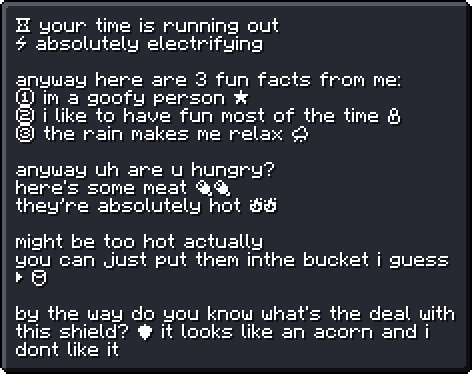 ⌛ your time is running out
⚡ absolutely electrifying
anyway here are 3 fun facts from me:
① im a goofy person ★
② i like to have fun most of the time ⛄
③ the rain makes me relax 🌧
anyway uh are u hungry?
here's some meat 🍖🍖
they're absolutely hot 🔥🔥
might be too hot actually
you can just put them inthe bucket i guess
▶ 🪣
by the way do you know what's the deal with
this shield? 🛡 it looks like an acorn and i
dont like it